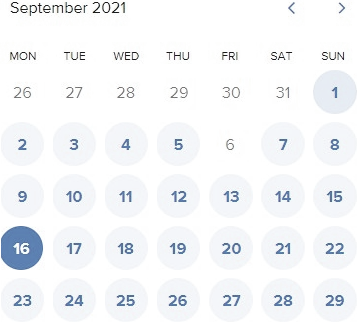 September 2021
MON TUE WED THU FRI SAT SUN
26 27 28 29 30 31 1
2 3 4 5 6 7 8
9 10 11 12 13 14 15
16 17 18 19 20 21 22
23 24 25 26 27 28 29